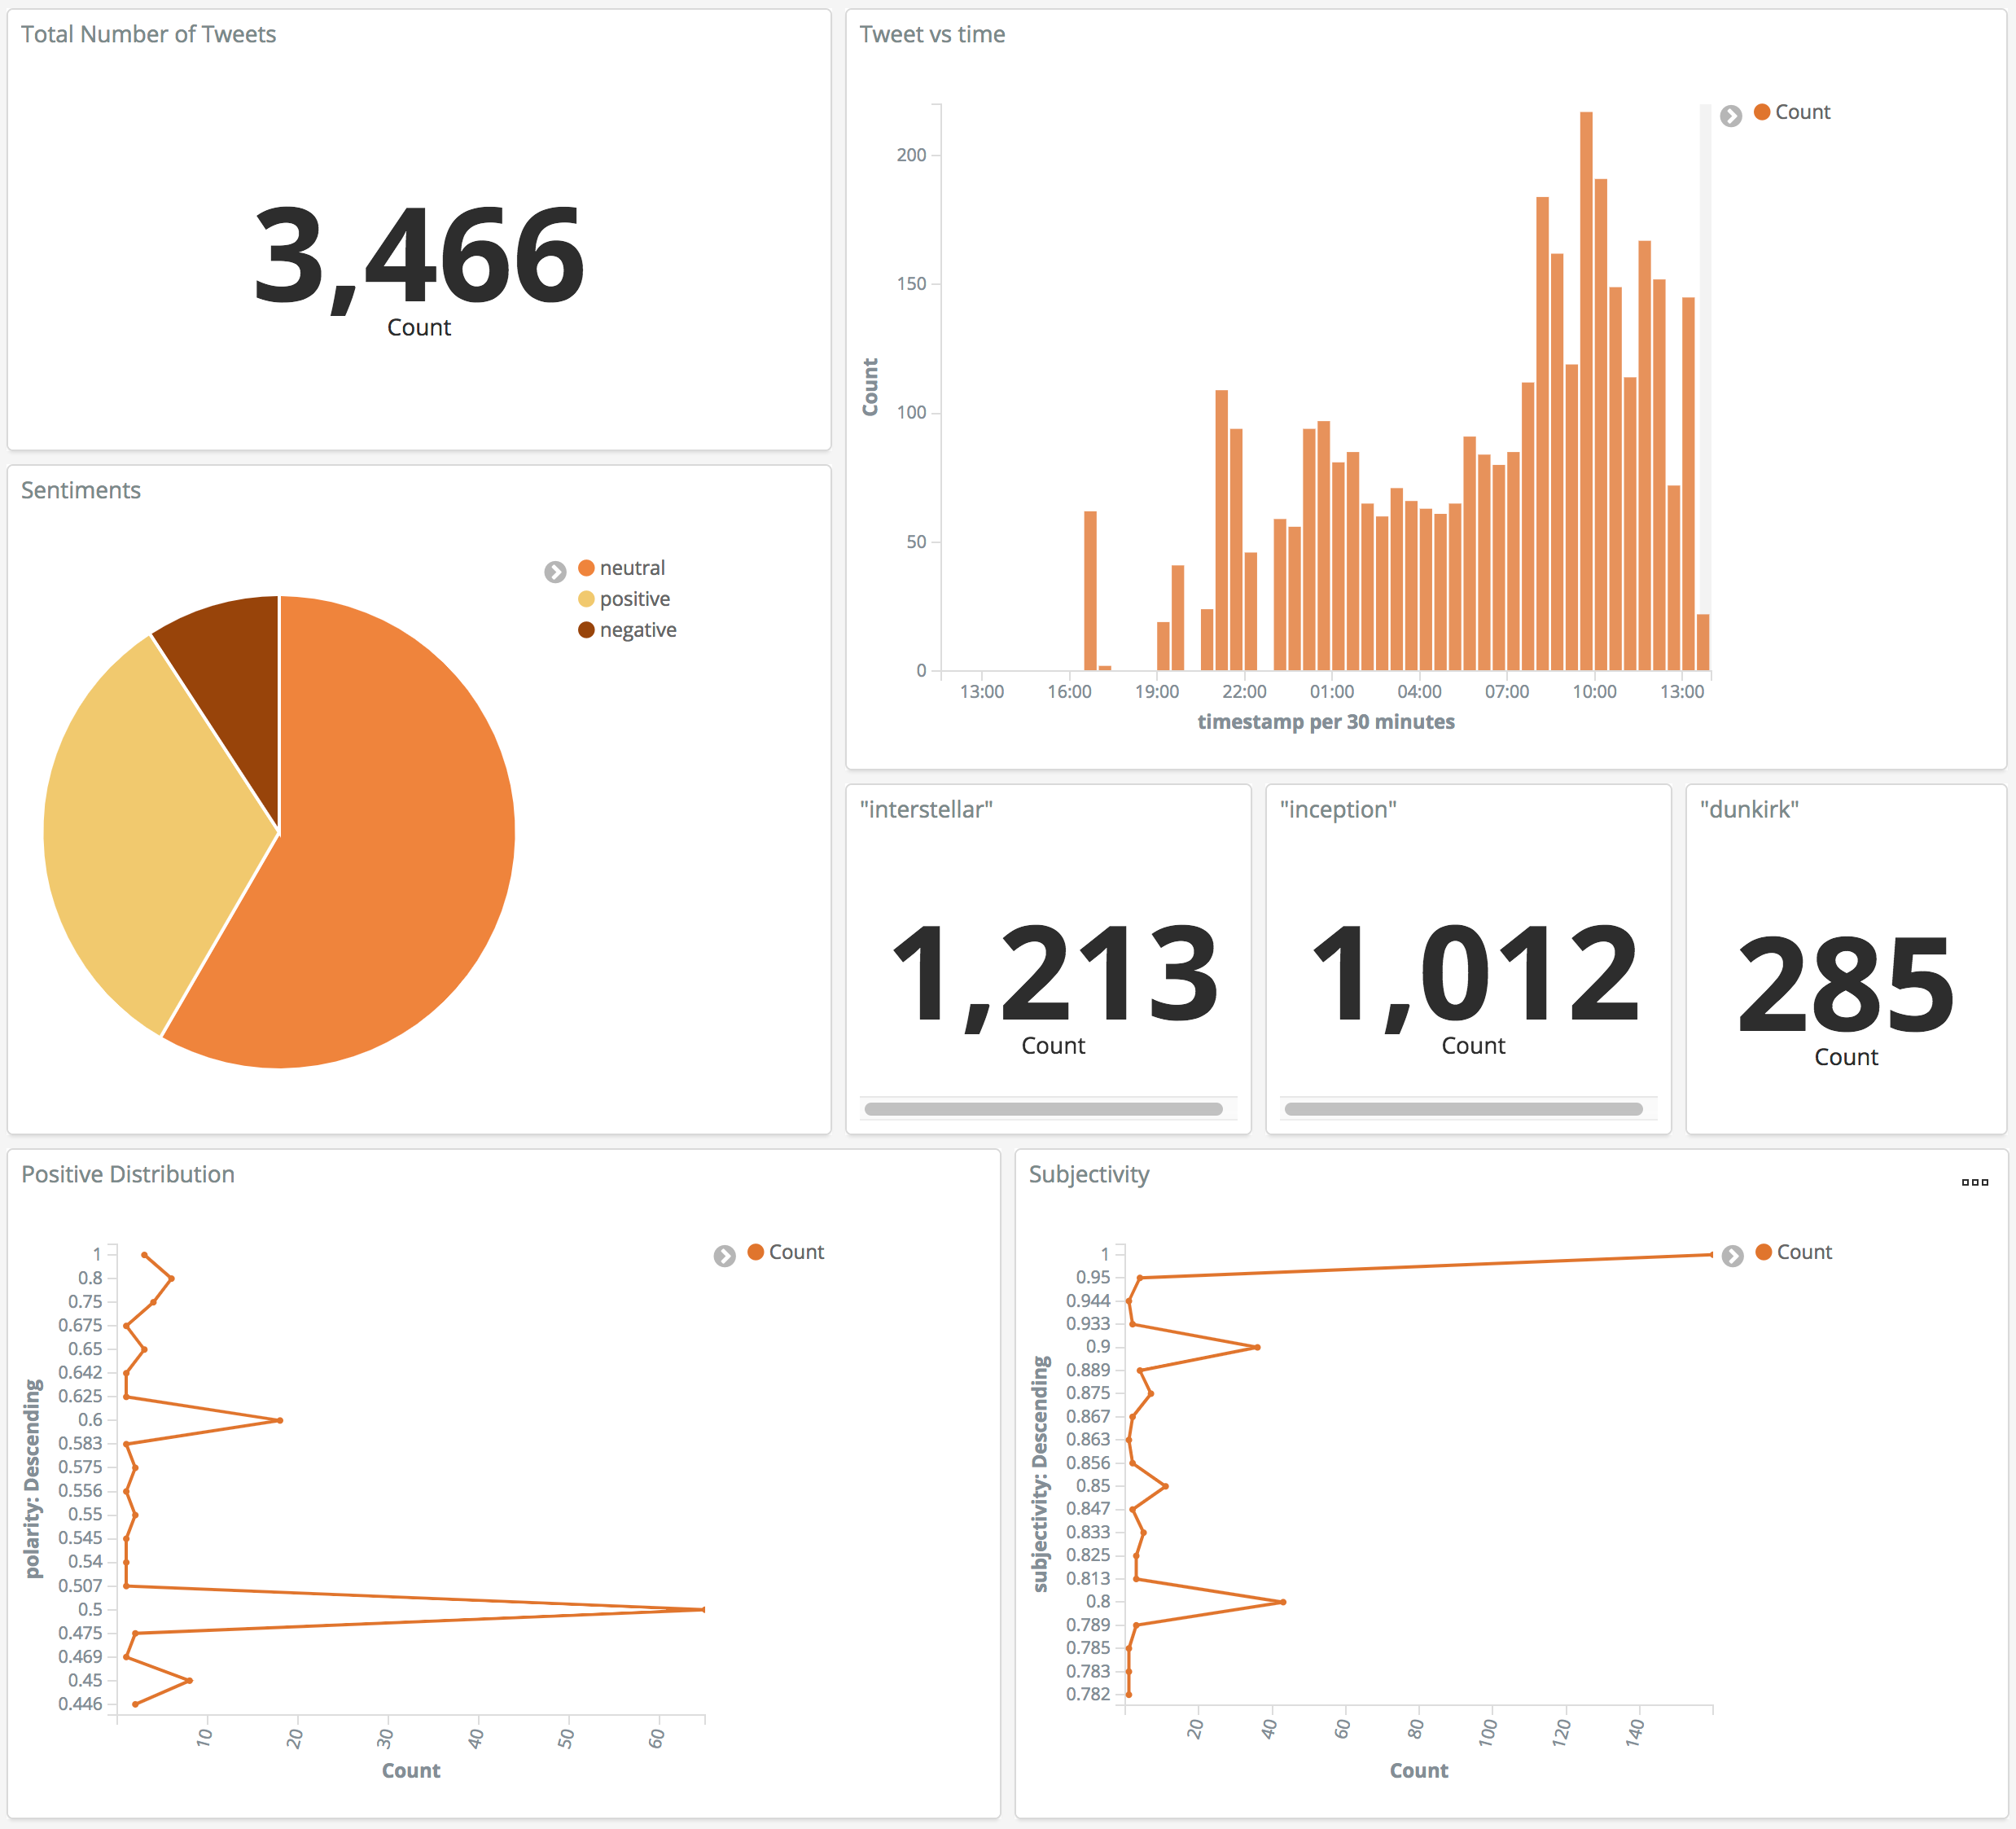 Total Number of Tweets
3,466
Count
Tweet vs time
Count
200
150
100
50
0
Count
13:00 16:00 19:00 22:00 01:00 04:00 07:00 10:00 13:00
timestamp per 30 minutes
Sentiments
neutral
positive
negative
"interstellar"
1,213
Count
"inception"
1,012
Count
"dunkirk"
285
Count
Positive Distribution
Count
polarity: Descending
1
0.8
0.75
0.675
0.65
0.642
0.625
0.6
0.583
0.575
0.556
0.55
0.545
0.54
0.507
0.5
0.475
0.469
0.45
0.446
10 20 30 40 50 60
Count
Subjectivity
Count
subjectivity: Descending
1
0.95
0.944
0.933
0.9
0.889
0.875
0.867
0.863
0.856
0.85
0.847
0.833
0.825
0.813
0.8
0.789
0.785
0.783
0.782
20 40 60 80 100 120 140
Count